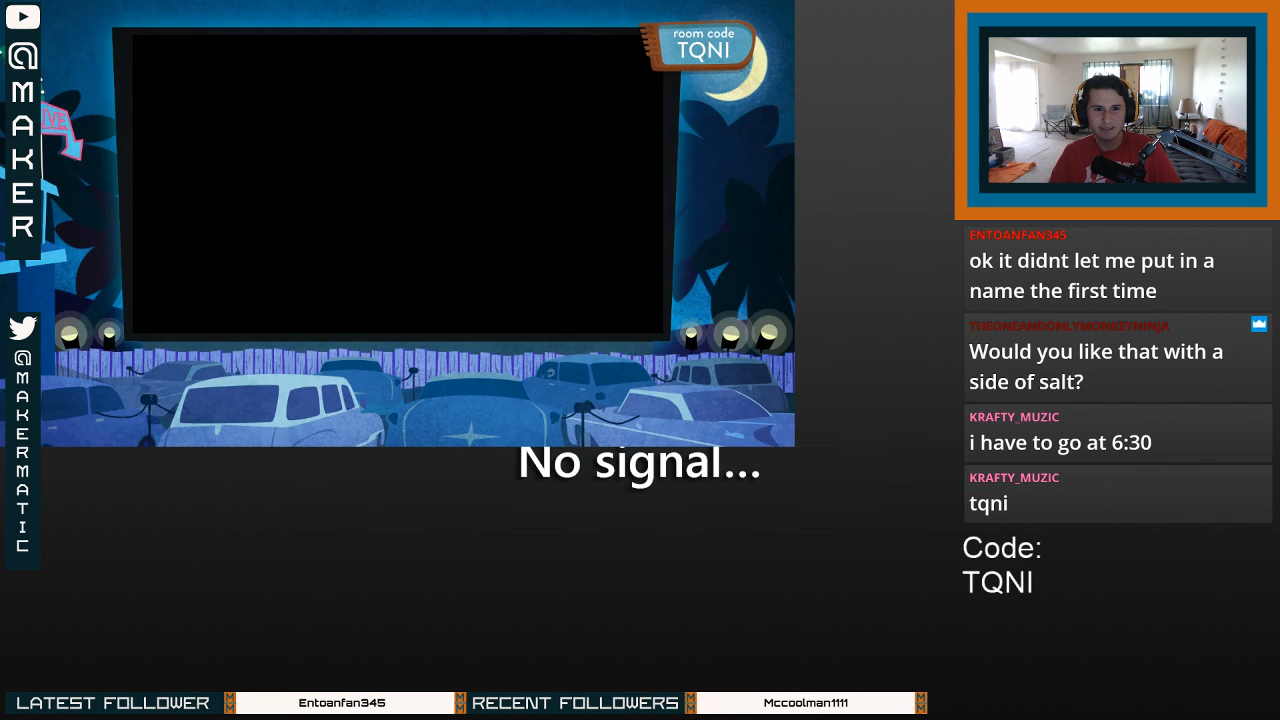 @MAKER
@MAKERMATIC
room code
TQNI
No signal...
ENTOANFAN345
ok it didnt let me put in a
name the first time
THEONEANDONLYMONKEYNINJA
Would you like that with a
side of salt?
KRAFTY_MUZIC
i have to go at 6:30
KRAFTY_MUZIC
tqni
Code:
TQNI
LATEST FOLLOWER
Entoanfan345
RECENT FOLLOWERS
Mccoolman1111